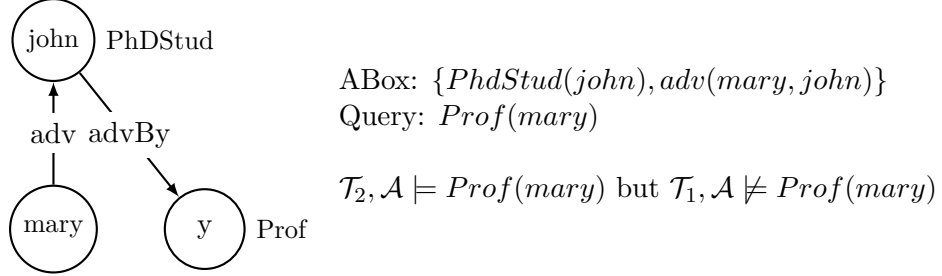 john PhDStud
adv advBy
mary y Prof
ABox: {PhdStud(john), adv(mary, john)}
Query: Prof(mary)
𝒯₂, 𝒜 ⊨ Prof(mary) but 𝒯₁, 𝒜 ⊭ Prof(mary)